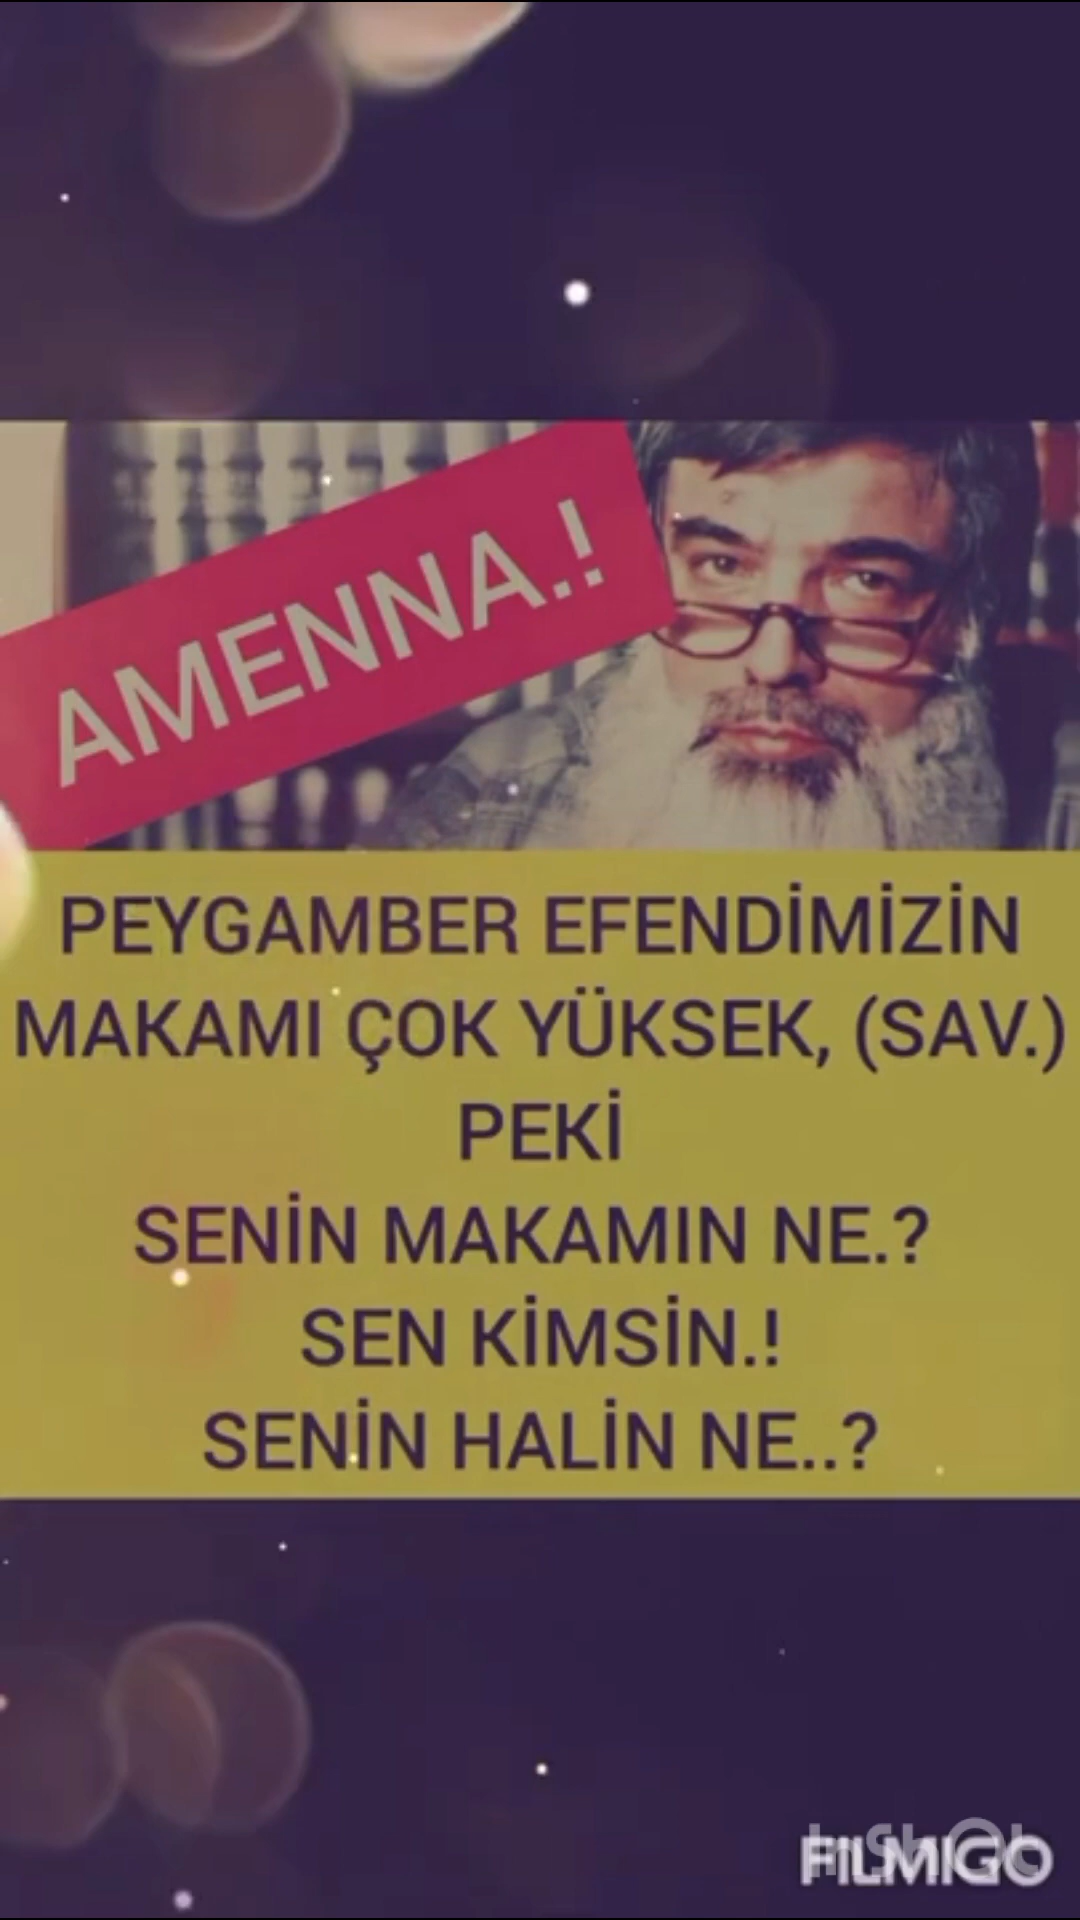 AMENNA.!
PEYGAMBER EFENDİMİZİN
MAKAMI ÇOK YÜKSEK, (SAV.)
PEKİ
SENİN MAKAMIN NE.?
SEN KİMSİN.!
SENİN HALİN NE..?
InShOt
FILMIGO